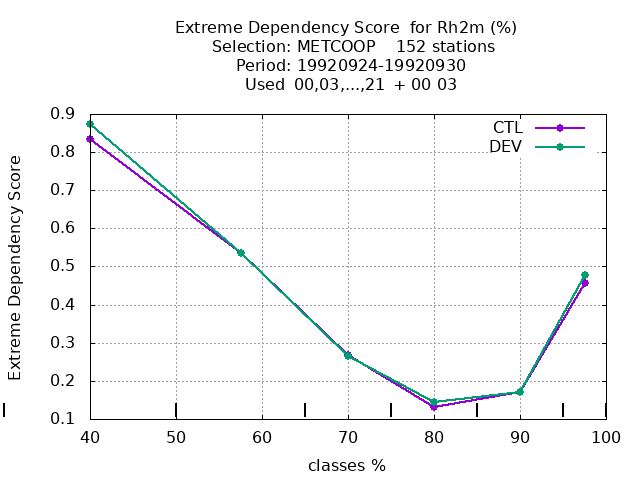 Extreme Dependency Score  for Rh2m (%)
Selection: METCOOP    152 stations
Period: 19920924-19920930
Used  00,03,...,21  + 00 03
CTL
DEV
Extreme Dependency Score
0.9
0.8
0.7
0.6
0.5
0.4
0.3
0.2
0.1
40 50 60 70 80 90 100
classes %